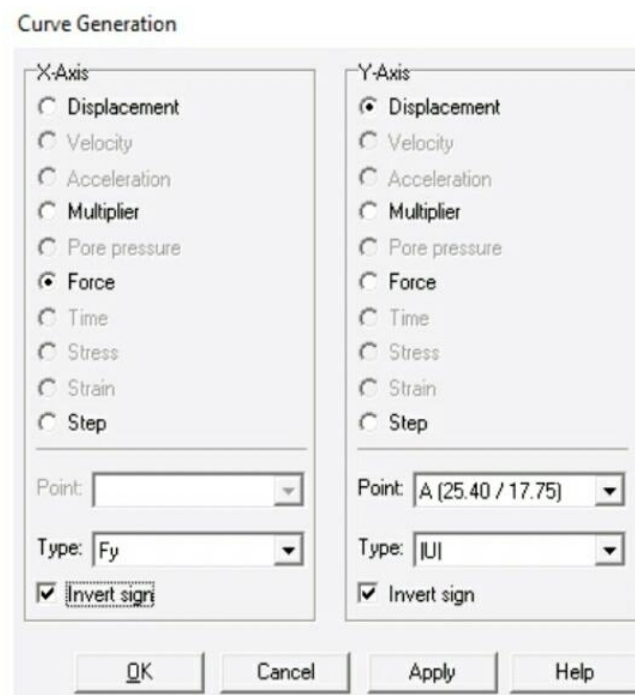 Curve Generation
X-Axis
Displacement
Velocity
Acceleration
Multiplier
Pore pressure
Force
Time
Stress
Strain
Step
Point:
Type: Fy
Invert sign
Y-Axis
Displacement
Velocity
Acceleration
Multiplier
Pore pressure
Force
Time
Stress
Strain
Step
Point: A (25.40 / 17.75)
Type: |U|
Invert sign
OK Cancel Apply Help